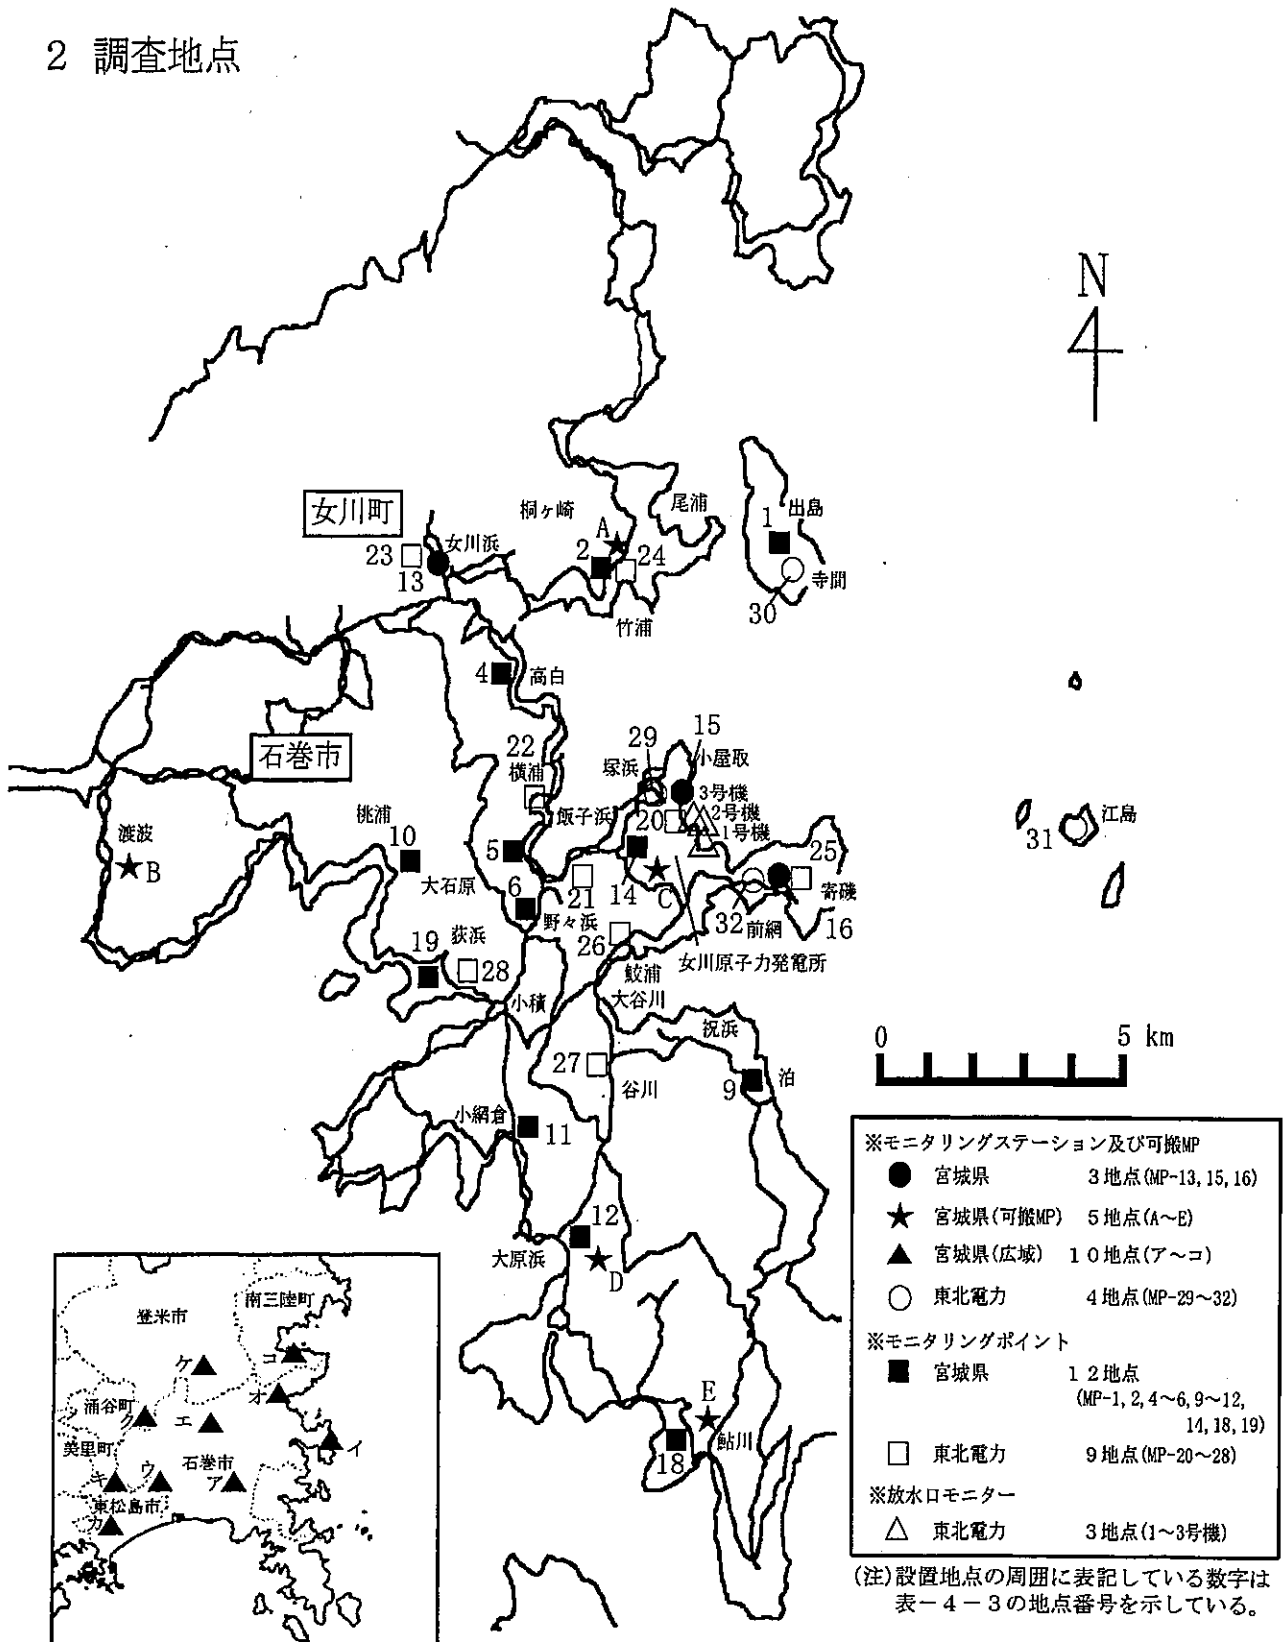 2 調査地点
N
女川町
女川浜
23
13
桐ヶ崎
A
2
24
尾浦
竹浦
1
出島
寺間
30
4
高白
石巻市
22
横浦
29
塚浜
15
小屋取
3号機
2号機
1号機
20
飯子浜
桃浦
10
大石原
5
6
野々浜
21
14
C
渡波
B
25
寄磯
16
32
前網
31
江島
26
鮫浦
女川原子力発電所
19
荻浜
28
小積
大谷川
祝浜
0 5 km
27
谷川
9
泊
小網倉
11
12
大原浜
D
E
18
鮎川
※モニタリングステーション及び可搬MP
宮城県 3地点(MP-13,15,16)
宮城県(可搬MP) 5地点(A～E)
宮城県(広域) 10地点(ア～コ)
東北電力 4地点(MP-29～32)
※モニタリングポイント
宮城県 12地点
(MP-1,2,4～6,9～12,
14,18,19)
東北電力 9地点(MP-20～28)
※放水口モニター
東北電力 3地点(1～3号機)
(注)設置地点の周囲に表記している数字は
表－4－3の地点番号を示している。
登米市
南三陸町
ケ
コ
オ
涌谷町
ク
エ
イ
美里町
キ
ウ
石巻市
ア
東松島市
カ